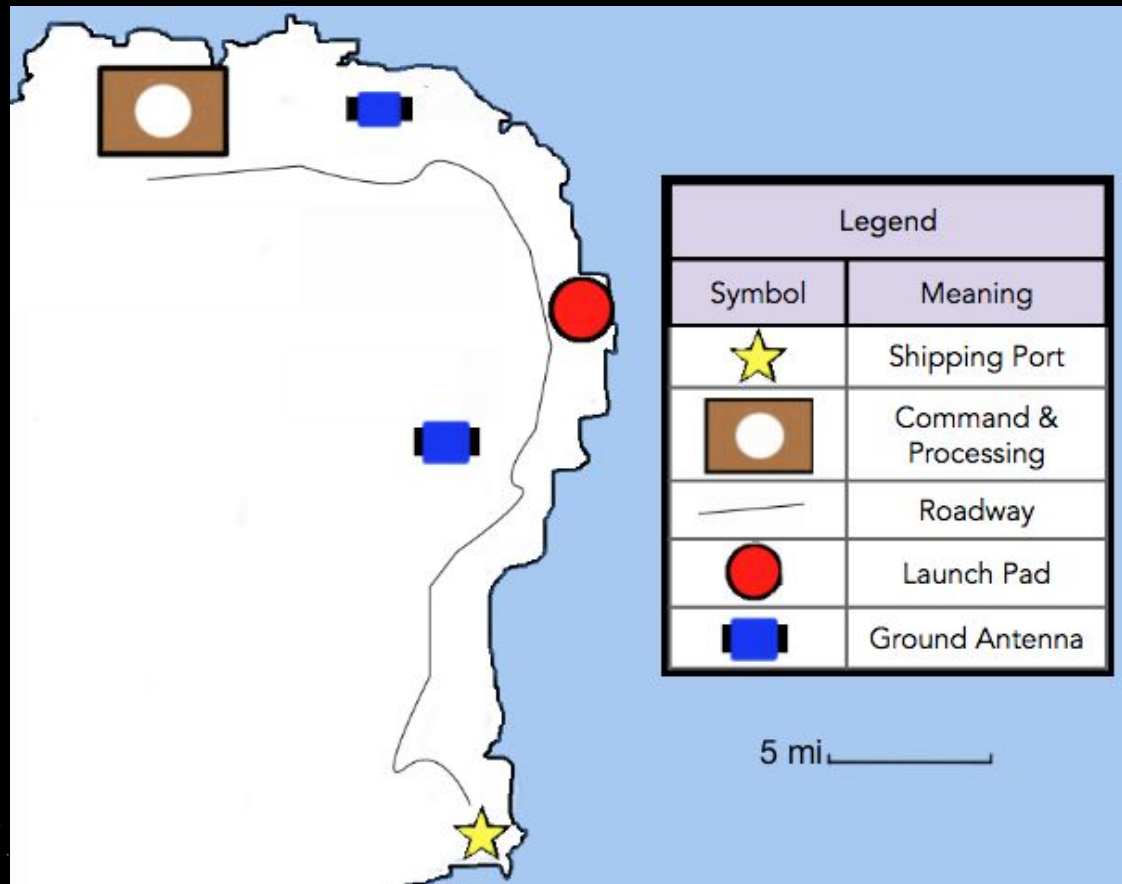 Legend
Symbol Meaning
Shipping Port
Command &
Processing
Roadway
Launch Pad
Ground Antenna
5 mi